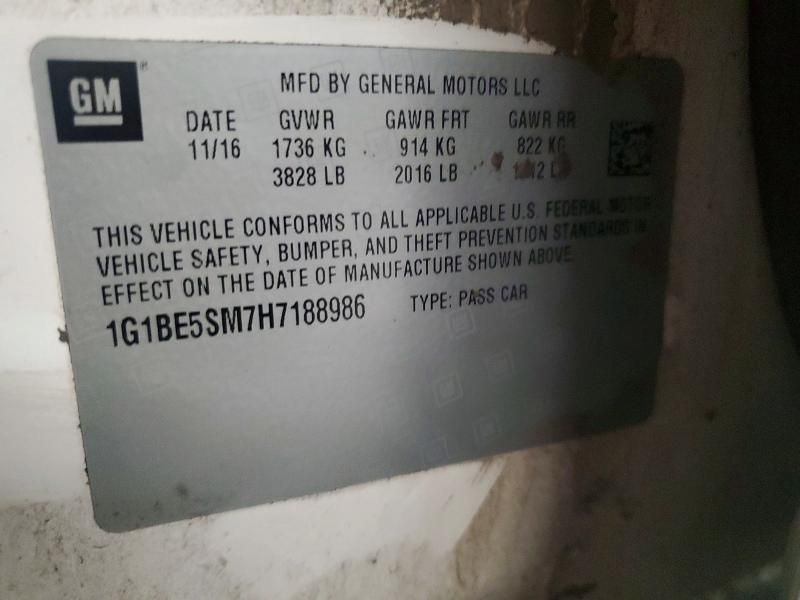 GM
MFD BY GENERAL MOTORS LLC
DATE GVWR GAWR FRT GAWR RR
11/16 1736 KG 914 KG 822 KG
3828 LB 2016 LB
THIS VEHICLE CONFORMS TO ALL APPLICABLE U.S. FEDERAL MOTOR
VEHICLE SAFETY, BUMPER, AND THEFT PREVENTION STANDARDS IN
EFFECT ON THE DATE OF MANUFACTURE SHOWN ABOVE.
1G1BE5SM7H7188986 TYPE: PASS CAR